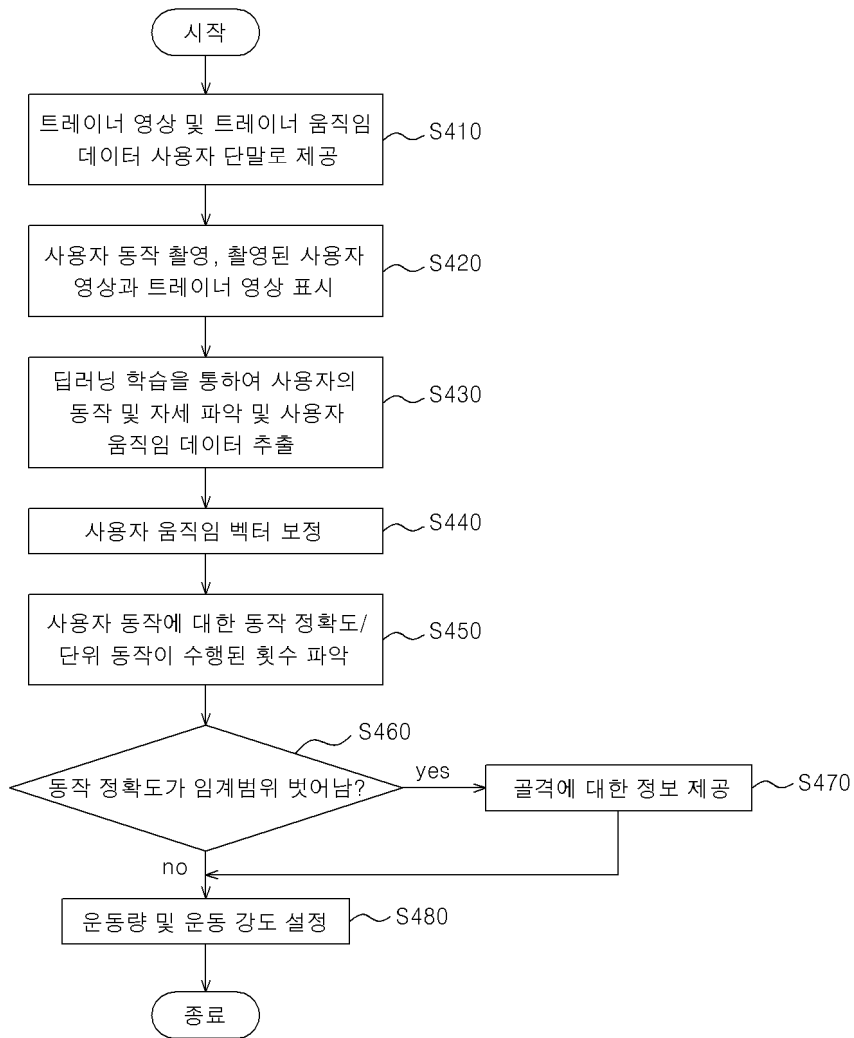 시작
트레이너 영상 및 트레이너 움직임
데이터 사용자 단말로 제공
S410
사용자 동작 촬영, 촬영된 사용자
영상과 트레이너 영상 표시
S420
딥러닝 학습을 통하여 사용자의
동작 및 자세 파악 및 사용자
움직임 데이터 추출
S430
사용자 움직임 벡터 보정
S440
사용자 동작에 대한 동작 정확도/
단위 동작이 수행된 횟수 파악
S450
S460
동작 정확도가 임계범위 벗어남?
yes
골격에 대한 정보 제공
S470
no
운동량 및 운동 강도 설정
S480
종료